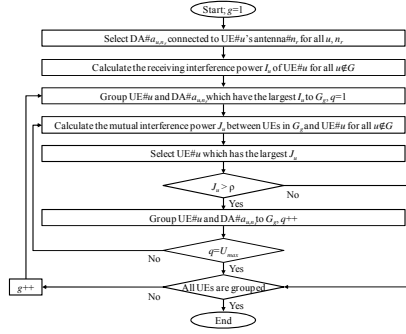 Start; g=1
Select DA#a_{u,n_r} connected to UE#u's antenna#n_r for all u, n_r
Calculate the receiving interference power I_u of UE#u for all u∉G
Group UE#u and DA#a_{u,n_r} which have the largest I_u to G_g, q=1
Calculate the mutual interference power J_u between UEs in G_g and UE#u for all u∉G
Select UE#u which has the largest J_u
J_u > ρ
No
Yes
Group UE#u and DA#a_{u,n_r} to G_g, q++
q=U_max
No
Yes
g++
All UEs are grouped
No
Yes
End